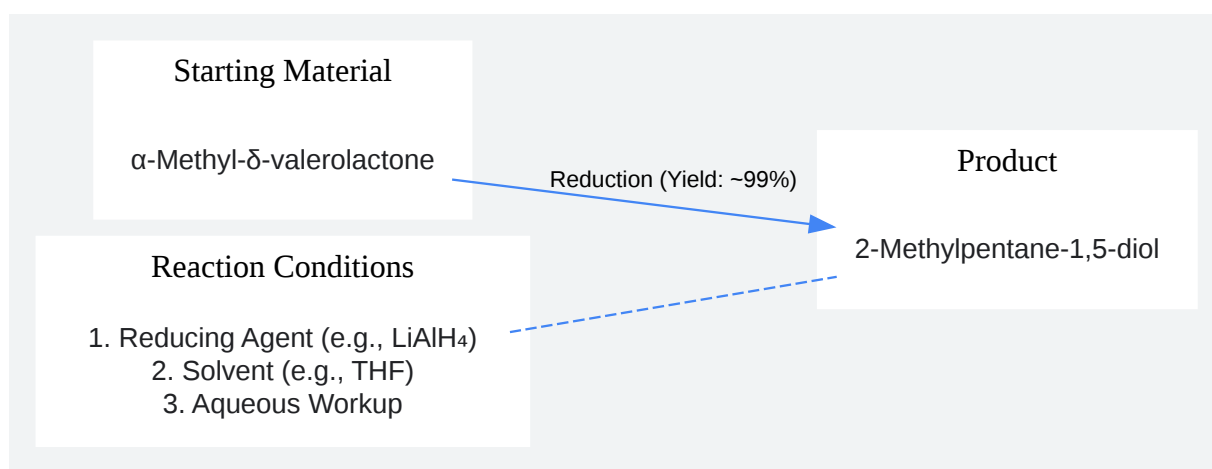 Starting Material
α-Methyl-δ-valerolactone
Reduction (Yield: ~99%)
Product
2-Methylpentane-1,5-diol
Reaction Conditions
1. Reducing Agent (e.g., LiAlH₄)
2. Solvent (e.g., THF)
3. Aqueous Workup